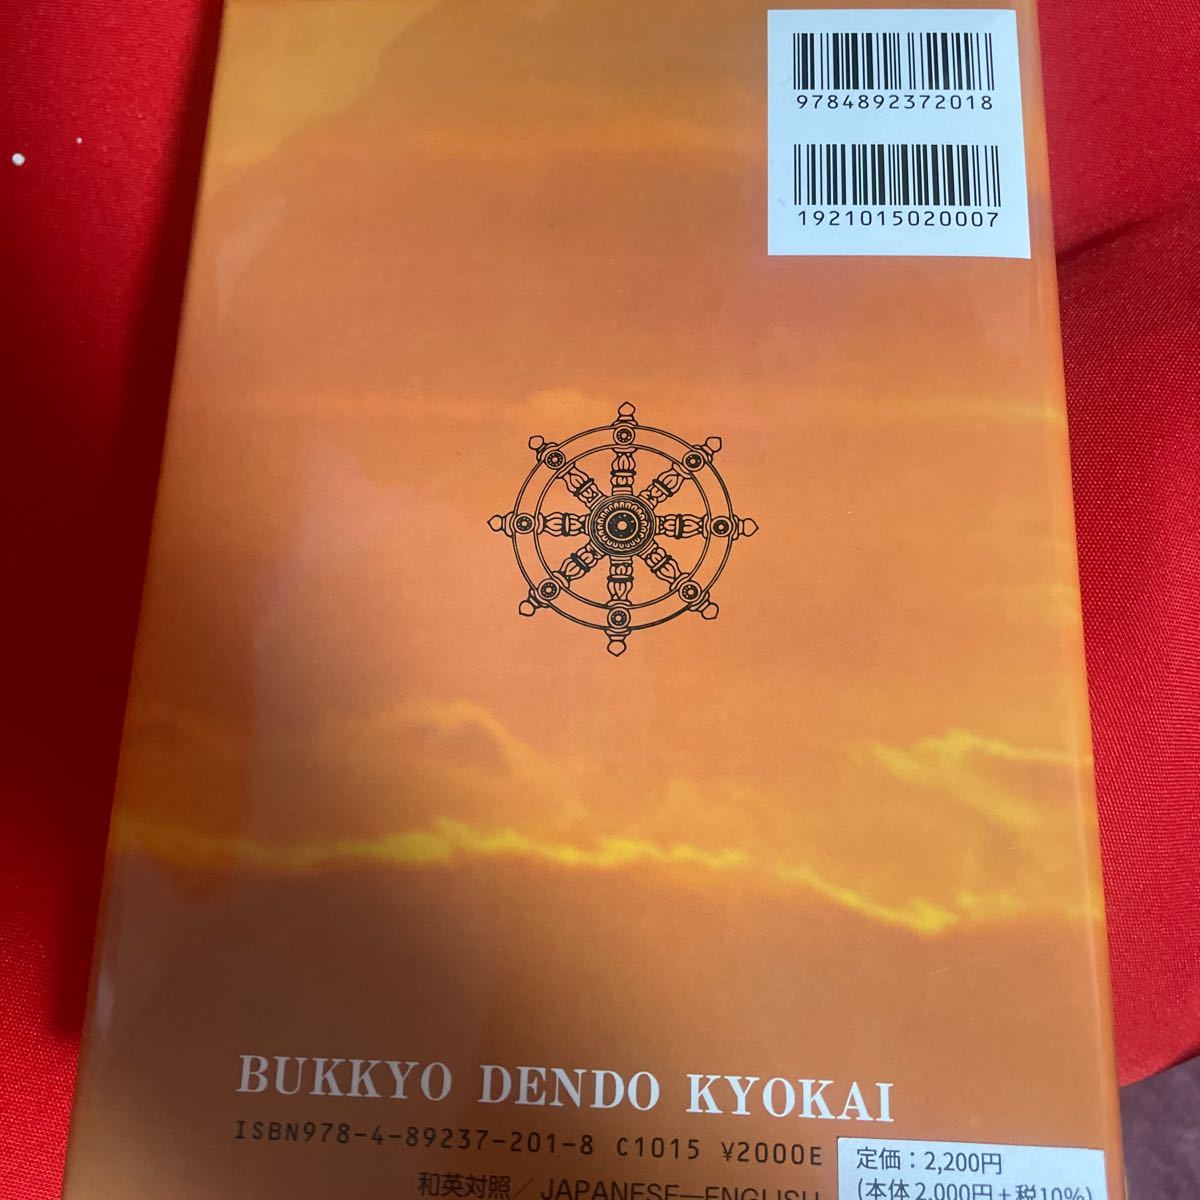 9784892372018
1921015020007
BUKKYO DENDO KYOKAI
ISBN978-4-89237-201-8 C1015 ¥2000E
定価：2,200円
(本体2,000円+税10%)
和英対照／JAPANESE—ENGLISH